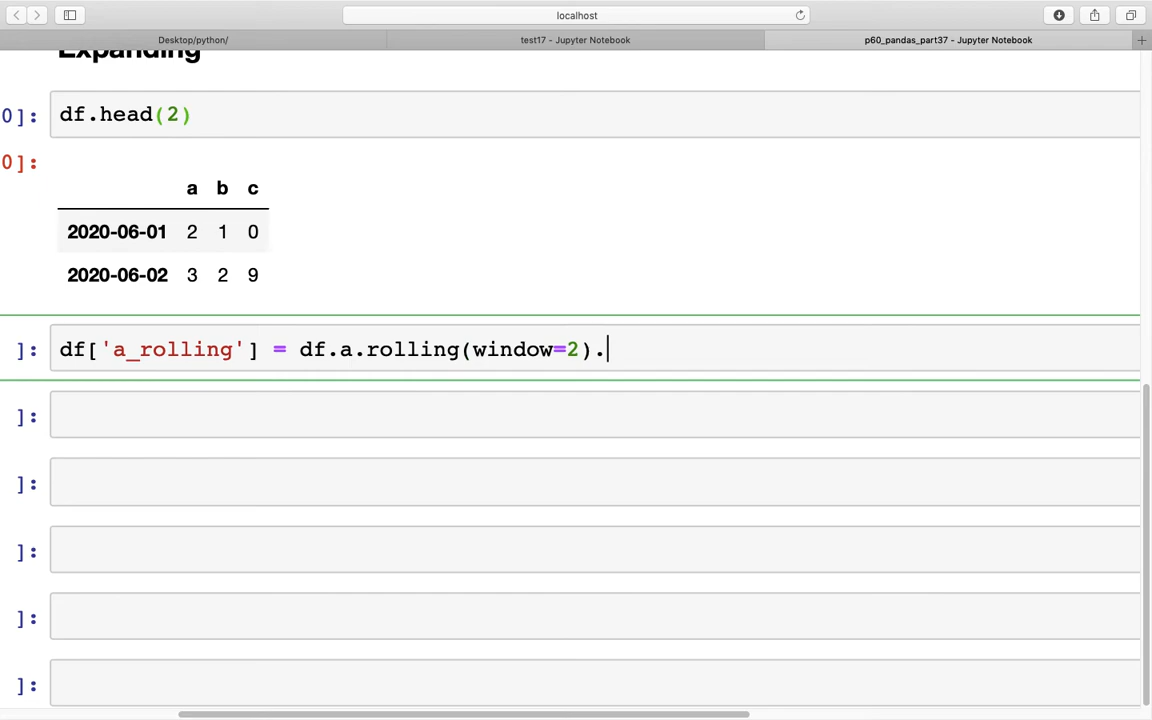 localhost
Desktop/python/
test17 - Jupyter Notebook
p60_pandas_part37 - Jupyter Notebook
+
Expanding
0]: df.head(2)
0]:
a b c
2020-06-01 2 1 0
2020-06-02 3 2 9
]: df['a_rolling'] = df.a.rolling(window=2).
]:
]:
]:
]:
]: